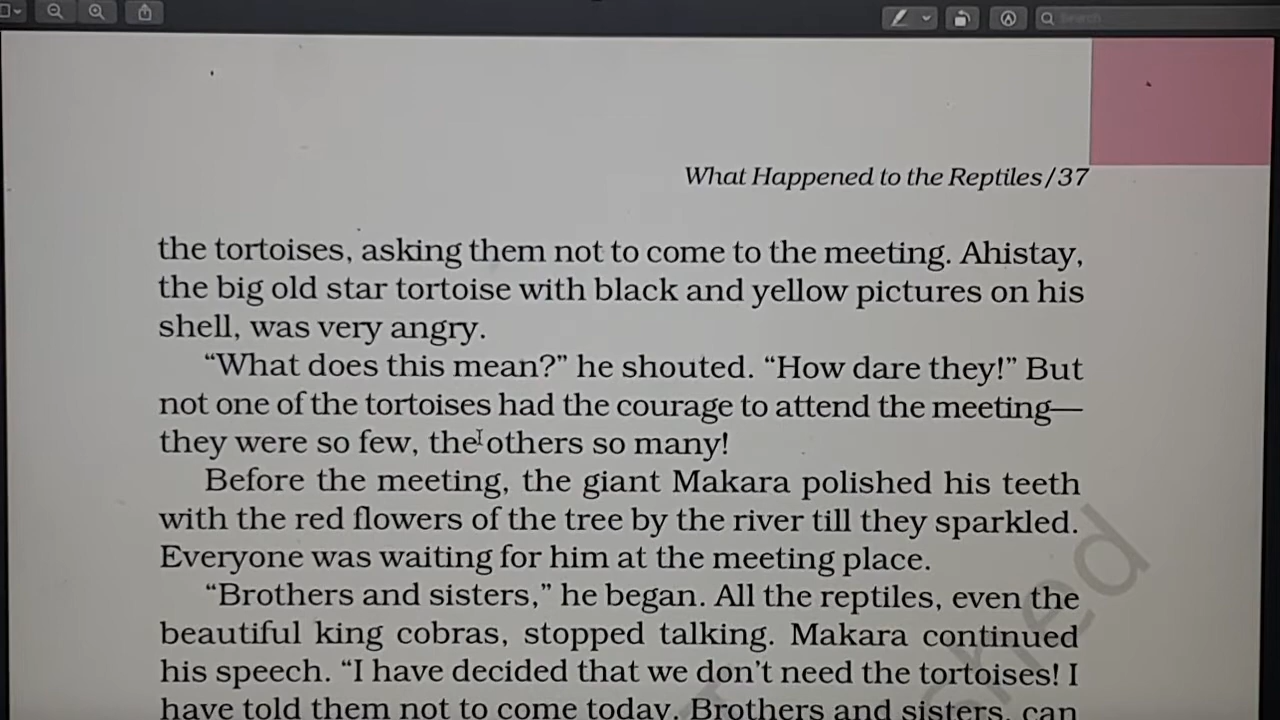 Search
What Happened to the Reptiles/37
the tortoises, asking them not to come to the meeting. Ahistay,
the big old star tortoise with black and yellow pictures on his
shell, was very angry.
“What does this mean?” he shouted. “How dare they!” But
not one of the tortoises had the courage to attend the meeting—
they were so few, the others so many!
Before the meeting, the giant Makara polished his teeth
with the red flowers of the tree by the river till they sparkled.
Everyone was waiting for him at the meeting place.
“Brothers and sisters,” he began. All the reptiles, even the
beautiful king cobras, stopped talking. Makara continued
his speech. “I have decided that we don’t need the tortoises! I
have told them not to come today. Brothers and sisters, can